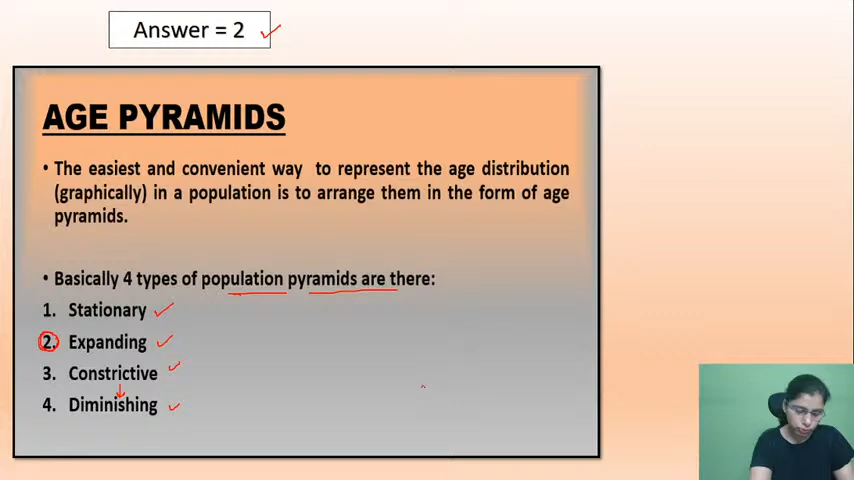 Answer = 2
AGE PYRAMIDS
• The easiest and convenient way to represent the age distribution
(graphically) in a population is to arrange them in the form of age
pyramids.
• Basically 4 types of population pyramids are there:
1. Stationary
2. Expanding
3. Constrictive
4. Diminishing